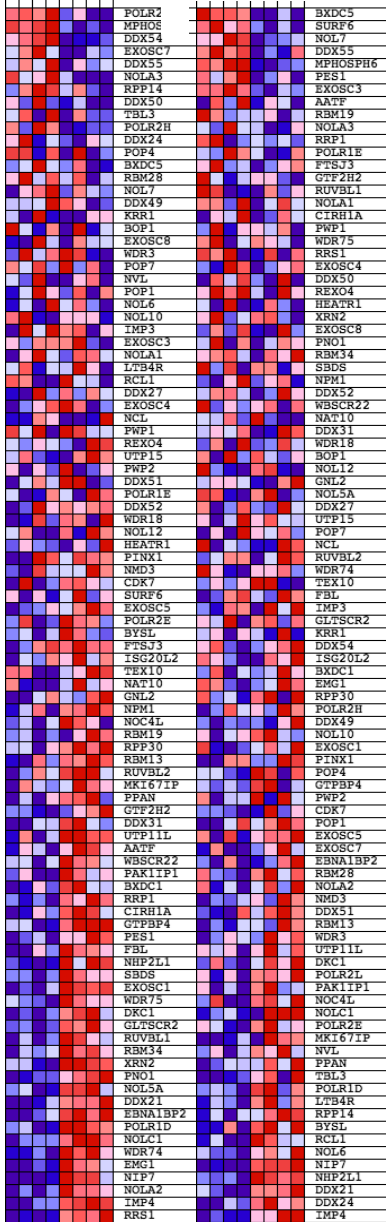 POLR2
MPHOS
DDX54
EXOSC7
DDX55
NOLA3
RPP14
DDX50
TBL3
POLR2H
DDX24
POP4
BXDC5
RBM28
NOL7
DDX49
KRR1
BOP1
EXOSC8
WDR3
POP7
NVL
POP1
NOL6
NOL10
IMP3
EXOSC3
NOLA1
LTB4R
RCL1
DDX27
EXOSC4
NCL
PWP1
REXO4
UTP15
PWP2
DDX51
POLR1E
DDX52
WDR18
NOL12
HEATR1
PINX1
NMD3
CDK7
SURF6
EXOSC5
POLR2E
BYSL
FTSJ3
ISG20L2
TEX10
NAT10
GNL2
NPM1
NOC4L
RBM19
RPP30
RBM13
RUVBL2
MKI67IP
PPAN
GTF2H2
DDX31
UTP11L
AATF
WBSCR22
PAK1IP1
BXDC1
RRP1
CIRH1A
GTPBP4
PES1
FBL
NHP2L1
SBDS
EXOSC1
WDR75
DKC1
GLTSCR2
RUVBL1
RBM34
XRN2
PNO1
NOL5A
DDX21
EBNA1BP2
POLR1D
NOLC1
WDR74
EMG1
NIP7
NOLA2
IMP4
RRS1
BXDC5
SURF6
NOL7
DDX55
MPHOSPH6
PES1
EXOSC3
AATF
RBM19
NOLA3
RRP1
POLR1E
FTSJ3
GTF2H2
RUVBL1
NOLA1
CIRH1A
PWP1
WDR75
RRS1
EXOSC4
DDX50
REXO4
HEATR1
XRN2
EXOSC8
PNO1
RBM34
SBDS
NPM1
DDX52
WBSCR22
NAT10
DDX31
WDR18
BOP1
NOL12
GNL2
NOL5A
DDX27
UTP15
POP7
NCL
RUVBL2
WDR74
TEX10
FBL
IMP3
GLTSCR2
KRR1
DDX54
ISG20L2
BXDC1
EMG1
RPP30
POLR2H
DDX49
NOL10
EXOSC1
PINX1
POP4
GTPBP4
PWP2
CDK7
POP1
EXOSC5
EXOSC7
EBNA1BP2
RBM28
NOLA2
NMD3
DDX51
RBM13
WDR3
UTP11L
DKC1
POLR2L
PAK1IP1
NOC4L
NOLC1
POLR2E
MKI67IP
NVL
PPAN
TBL3
POLR1D
LTB4R
RPP14
BYSL
RCL1
NOL6
NIP7
NHP2L1
DDX21
DDX24
IMP4